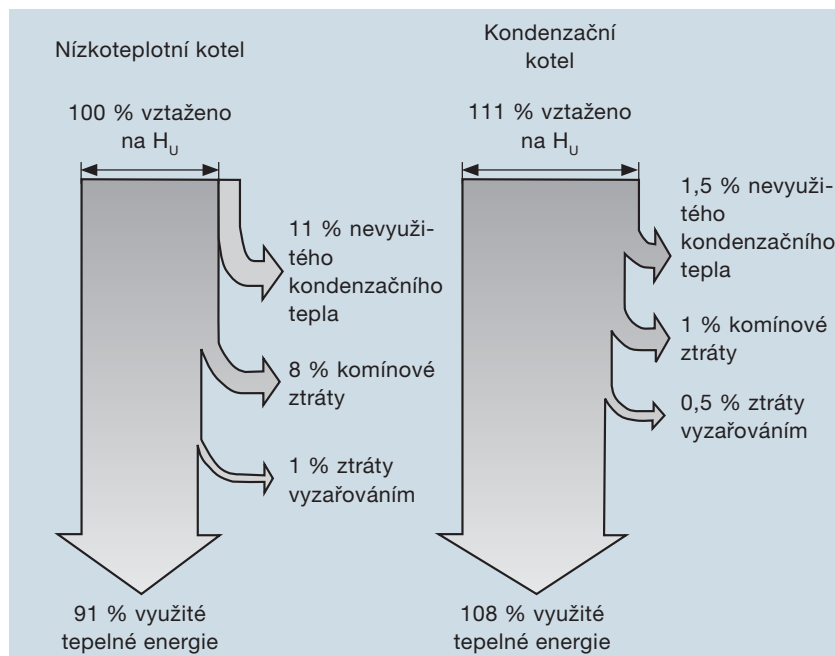 Nízkoteplotní kotel
100 % vztaženo
na HU
11 % nevyuži-
tého
kondenzačního
tepla
8 % komínové
ztráty
1 % ztráty
vyzařováním
91 % využité
tepelné energie
Kondenzační
kotel
111 % vztaženo
na HU
1,5 % nevyuži-
tého
kondenzačního
tepla
1 % komínové
ztráty
0,5 % ztráty
vyzařováním
108 % využité
tepelné energie